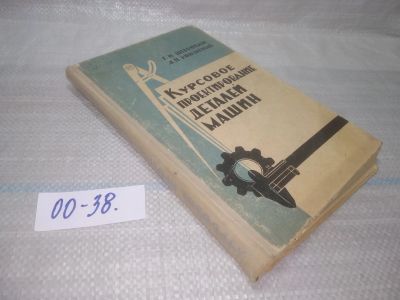 КУРСОВОЕ
ПРОЕКТИРОВАНИЕ
ДЕТАЛЕЙ
МАШИН
00-38.